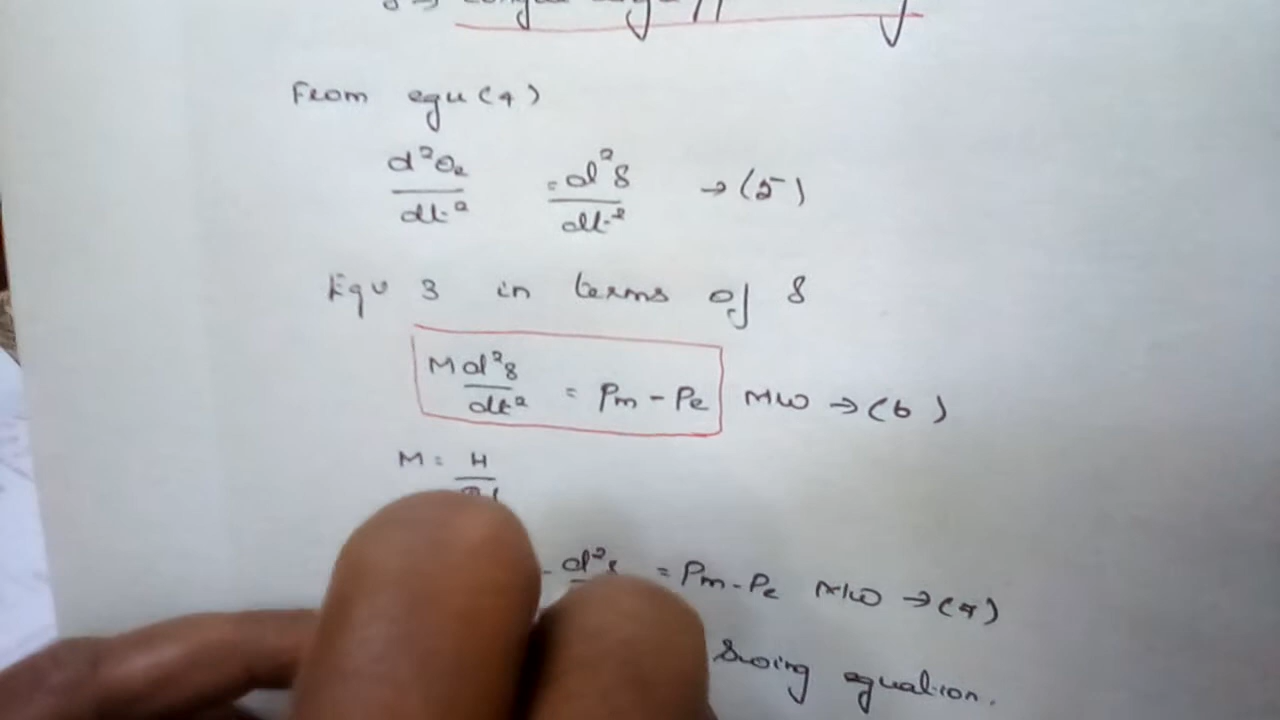 From equ (4)
d²θe/dt² = d²δ/dt² → (5)
Equ 3 in terms of δ
M d²δ/dt² = Pm - Pe MW → (6)
M = H
d²δ = Pm - Pe MW → (7)
Swing equation.